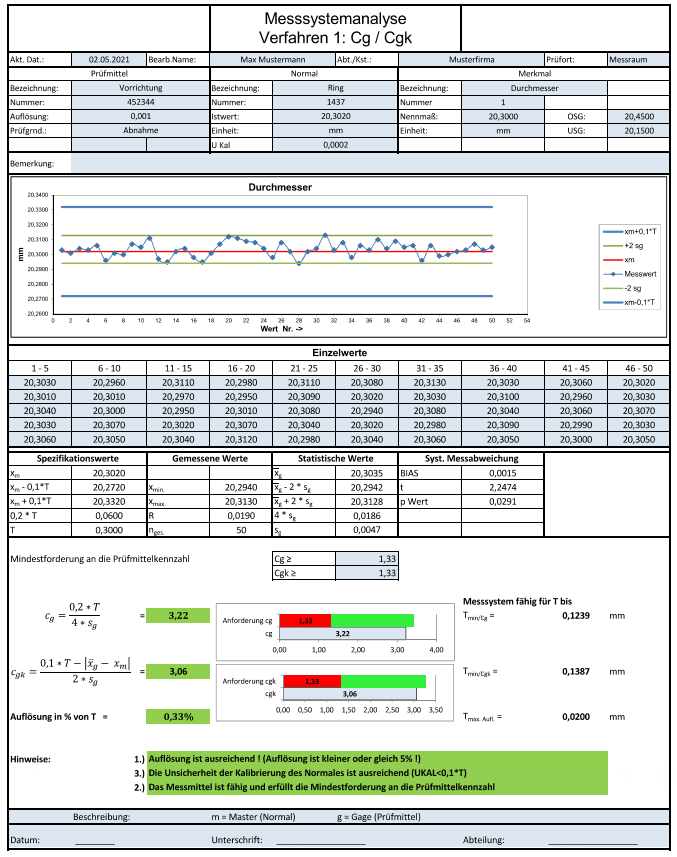 Messsystemanalyse
Verfahren 1: Cg / Cgk
Akt. Dat.: 02.05.2021 Bearb.Name: Max Mustermann Abt./Kst.: Musterfirma Prüfort: Messraum
Prüfmittel Normal Merkmal
Bezeichnung: Vorrichtung Bezeichnung: Ring Bezeichnung: Durchmesser
Nummer: 452344 Nummer: 1437 Nummer 1
Auflösung: 0,001 Istwert: 20,3020 Nennmaß: 20,3000 OSG: 20,4500
Prüfgrnd.: Abnahme Einheit: mm Einheit: mm USG: 20,1500
U Kal 0,0002
Bemerkung:
Durchmesser
20,3400
20,3300
20,3200
20,3100
20,3000
20,2900
20,2800
20,2700
20,2600
mm
0 2 4 6 8 10 12 14 16 18 20 22 24 26 28 30 32 34 36 38 40 42 44 46 48 50 52 54
Wert Nr. ->
xm+0,1*T
+2 sg
xm
Messwert
-2 sg
xm-0,1*T
Einzelwerte
1 - 5 6 - 10 11 - 15 16 - 20 21 - 25 26 - 30 31 - 35 36 - 40 41 - 45 46 - 50
20,3030 20,2960 20,3110 20,2980 20,3110 20,3080 20,3130 20,3030 20,3060 20,3020
20,3010 20,3010 20,2970 20,2950 20,3090 20,3020 20,3030 20,3100 20,2960 20,3030
20,3040 20,3000 20,2950 20,3010 20,3080 20,2940 20,3080 20,3040 20,3060 20,3070
20,3030 20,3070 20,3020 20,3070 20,3040 20,3020 20,2980 20,3090 20,2990 20,3030
20,3060 20,3050 20,3040 20,3120 20,2980 20,3040 20,3060 20,3050 20,3000 20,3050
Spezifikationswerte Gemessene Werte Statistische Werte Syst. Messabweichung
xm 20,3020 x̅g 20,3035 BIAS 0,0015
xm - 0,1*T 20,2720 xmin. 20,2940 x̅g - 2 * sg 20,2942 t 2,2474
xm + 0,1*T 20,3320 xmax. 20,3130 x̅g + 2 * sg 20,3128 p Wert 0,0291
0,2 * T 0,0600 R 0,0190 4 * sg 0,0186
T 0,3000 nges. 50 sg 0,0047
Mindestforderung an die Prüfmittelkennzahl Cg ≥ 1,33
Cgk ≥ 1,33
Messsystem fähig für T bis
cg = 0,2 * T / 4 * sg = 3,22
Anforderung cg 1,33
cg 3,22
0,00 1,00 2,00 3,00 4,00
Tmin/Cg = 0,1239 mm
cgk = 0,1 * T − |x̅g − xm| / 2 * sg = 3,06
Anforderung cgk 1,33
cgk 3,06
0,00 0,50 1,00 1,50 2,00 2,50 3,00 3,50
Tmin/Cgk = 0,1387 mm
Auflösung in % von T = 0,33%
Tmax. Aufl. = 0,0200 mm
Hinweise: 1.) Auflösung ist ausreichend ! (Auflösung ist kleiner oder gleich 5% !)
3.) Die Unsicherheit der Kalibrierung des Normales ist ausreichend (UKAL<0,1*T)
2.) Das Messmittel ist fähig und erfüllt die Mindestforderung an die Prüfmittelkennzahl
Beschreibung: m = Master (Normal) g = Gage (Prüfmittel)
Datum: Unterschrift: Abteilung: